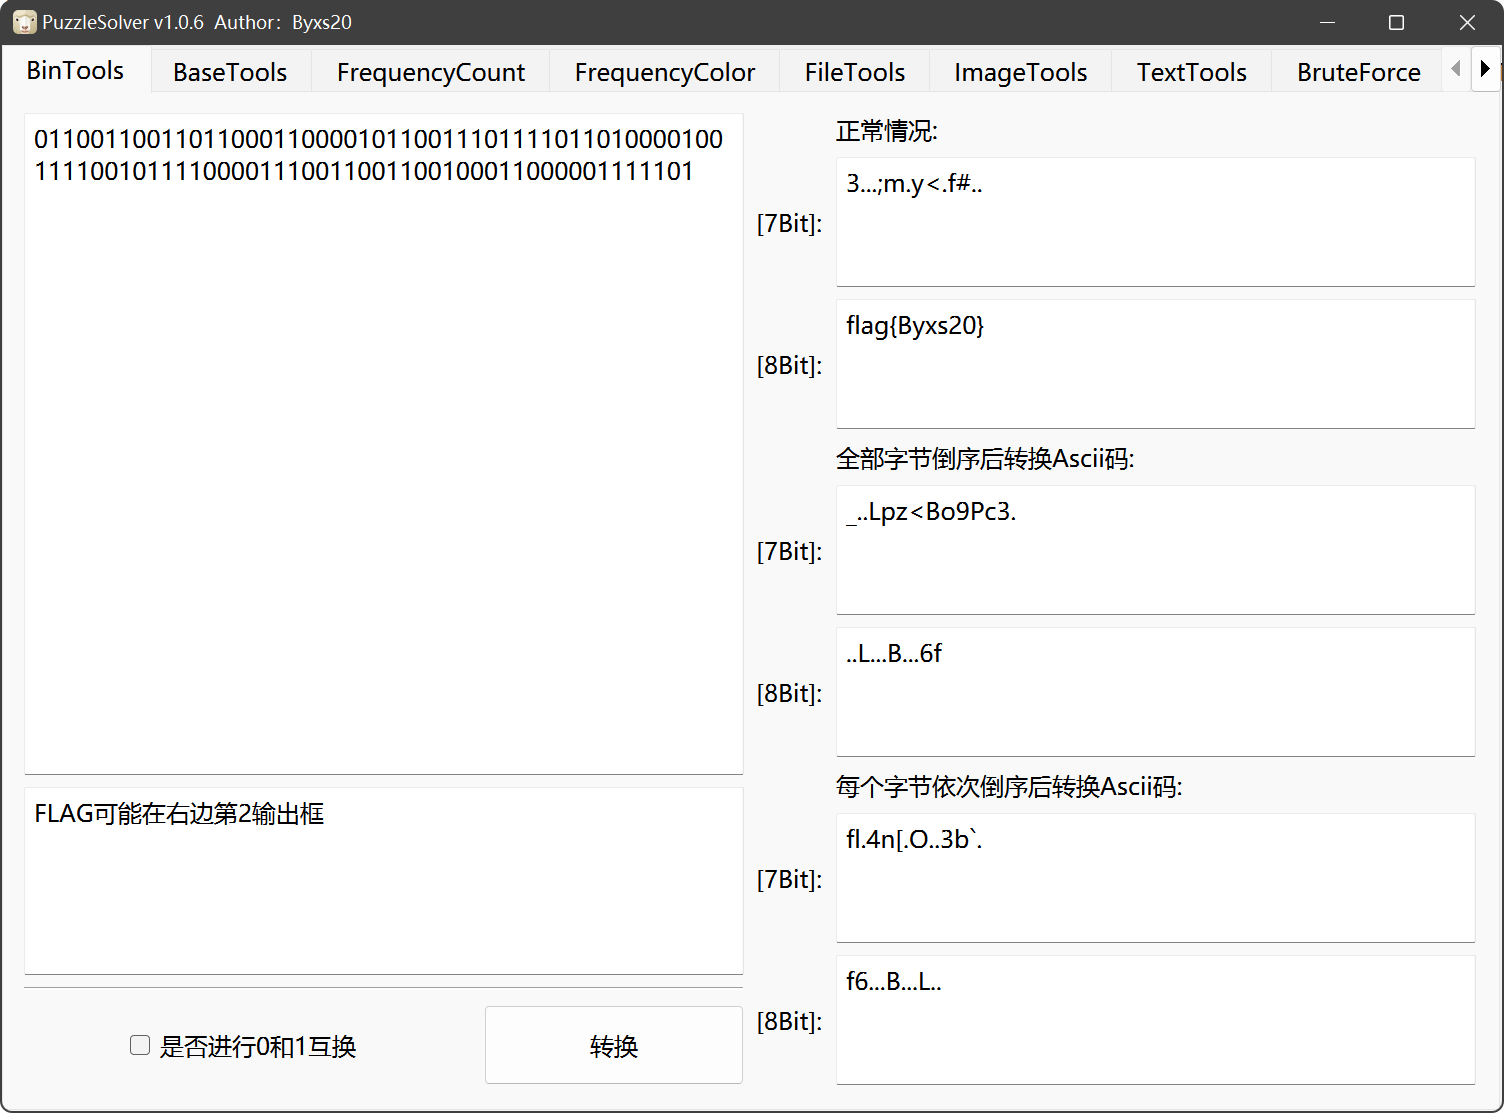 PuzzleSolver v1.0.6 Author: Byxs20
BinTools BaseTools FrequencyCount FrequencyColor FileTools ImageTools TextTools BruteForce
0110011001101100011000010110011101111011010000100
11110010111100001110011001100100011000001111101
FLAG可能在右边第2输出框
是否进行0和1互换
转换
正常情况:
[7Bit]:
3...;m.y<.f#..
[8Bit]:
flag{Byxs20}
全部字节倒序后转换Ascii码:
[7Bit]:
_..Lpz<Bo9Pc3.
[8Bit]:
..L...B...6f
每个字节依次倒序后转换Ascii码:
[7Bit]:
fl.4n[.O..3b`.
[8Bit]:
f6...B...L..